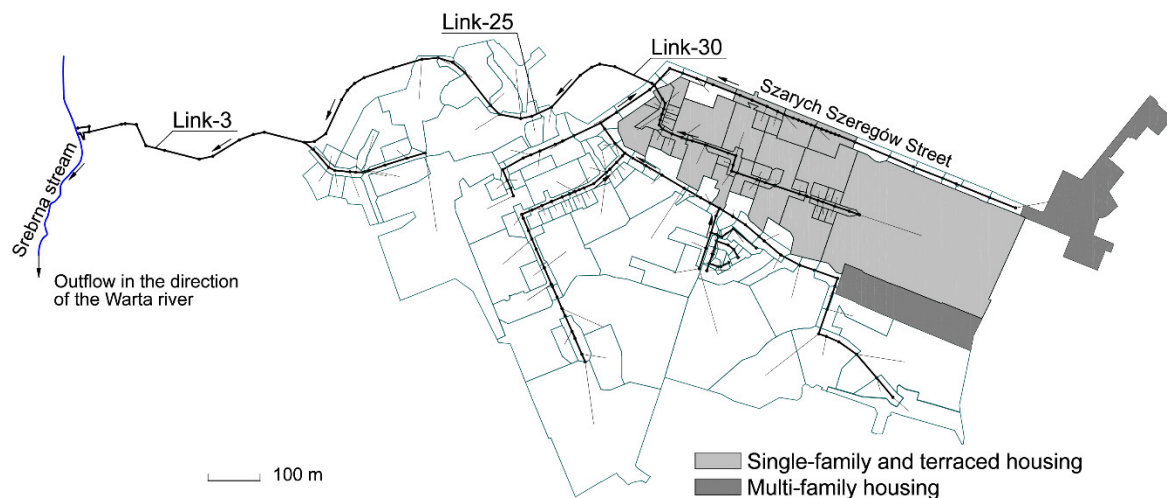 Link-25
Link-30
Link-3
Szarych Szeregów Street
Srebrna stream
Outflow in the direction
of the Warta river
100 m
Single-family and terraced housing
Multi-family housing